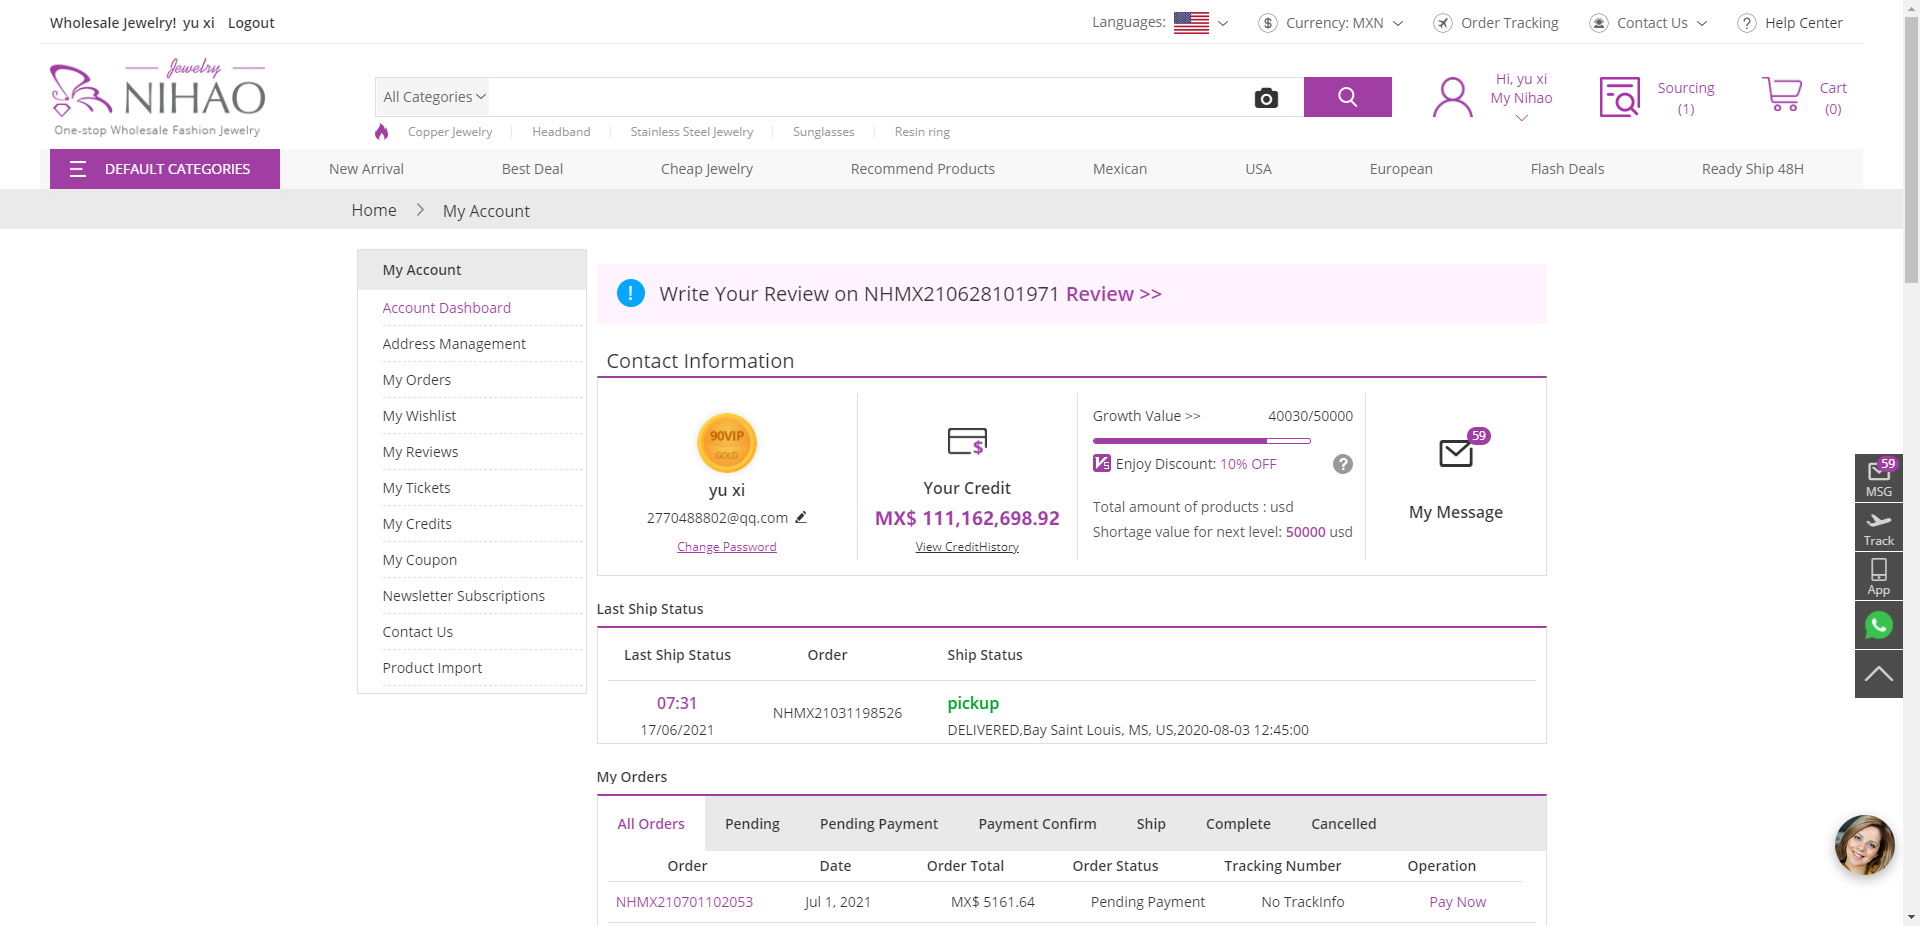 Wholesale Jewelry! yu xi Logout
Languages: Currency: MXN Order Tracking Contact Us Help Center
Jewelry
NIHAO
One-stop Wholesale Fashion Jewelry
All Categories
Hi, yu xi
My Nihao
Sourcing
(1)
Cart
(0)
Copper Jewelry Headband Stainless Steel Jewelry Sunglasses Resin ring
DEFAULT CATEGORIES New Arrival Best Deal Cheap Jewelry Recommend Products Mexican USA European Flash Deals Ready Ship 48H
Home My Account
My Account
Account Dashboard
Address Management
My Orders
My Wishlist
My Reviews
My Tickets
My Credits
My Coupon
Newsletter Subscriptions
Contact Us
Product Import
! Write Your Review on NHMX210628101971 Review >>
Contact Information
90VIP
GOLD
yu xi
2770488802@qq.com
Change Password
$
Your Credit
MX$ 111,162,698.92
View CreditHistory
Growth Value >> 40030/50000
Enjoy Discount: 10% OFF ?
Total amount of products : usd
Shortage value for next level: 50000 usd
59
My Message
Last Ship Status
Last Ship Status Order Ship Status
07:31
17/06/2021
NHMX21031198526
pickup
DELIVERED,Bay Saint Louis, MS, US,2020-08-03 12:45:00
My Orders
All Orders Pending Pending Payment Payment Confirm Ship Complete Cancelled
Order Date Order Total Order Status Tracking Number Operation
NHMX210701102053 Jul 1, 2021 MX$ 5161.64 Pending Payment No TrackInfo Pay Now
59
MSG
Track
App